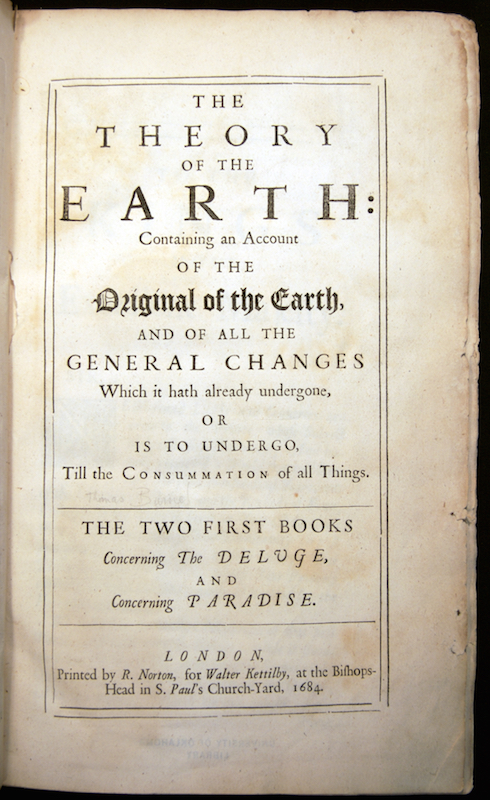 THE
THEORY
OF THE
EARTH:
Containing an Account
OF THE
Original of the Earth,
AND OF ALL THE
GENERAL CHANGES
Which it hath already undergone,
OR
IS TO UNDERGO,
Till the CONSUMMATION of all Things.
Thomas Burnet
THE TWO FIRST BOOKS
Concerning The DELUGE,
AND
Concerning PARADISE.
LONDON,
Printed by R. Norton, for Walter Kettilby, at the Biſhops-
Head in S. Paul's Church-Yard, 1684.